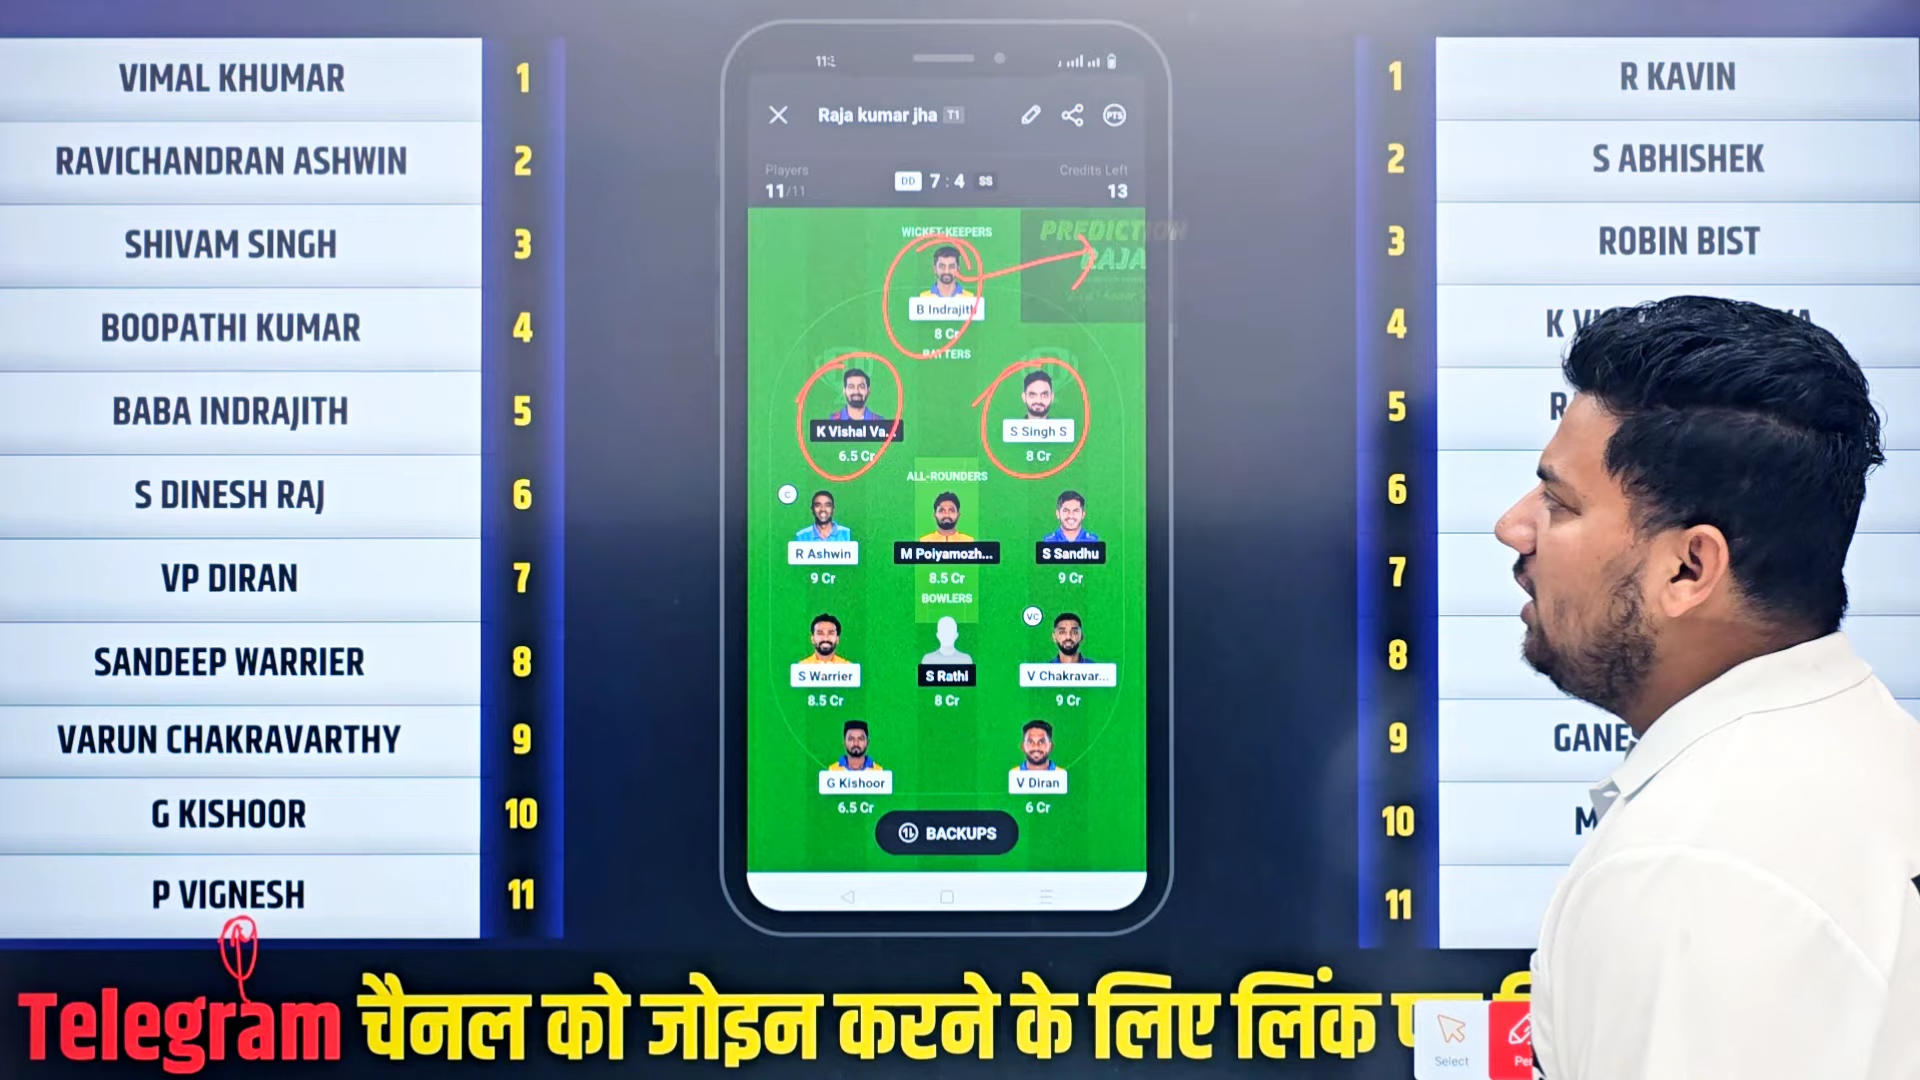 VIMAL KHUMAR 1
RAVICHANDRAN ASHWIN 2
SHIVAM SINGH 3
BOOPATHI KUMAR 4
BABA INDRAJITH 5
S DINESH RAJ 6
VP DIRAN 7
SANDEEP WARRIER 8
VARUN CHAKRAVARTHY 9
G KISHOOR 10
P VIGNESH 11
Raja kumar jha T1
PTS
Players
11/11
DD 7 : 4 SS
Credits Left
13
PREDICTION
RAJA
WICKET-KEEPERS
B Indrajith
8 Cr
BATTERS
K Vishal Va... S Singh S
6.5 Cr 8 Cr
ALL-ROUNDERS
C
R Ashwin M Poiyamozh... S Sandhu
9 Cr 8.5 Cr 9 Cr
BOWLERS
VC
S Warrier S Rathi V Chakravar...
8.5 Cr 8 Cr 9 Cr
G Kishoor V Diran
6.5 Cr 6 Cr
BACKUPS
1 R KAVIN
2 S ABHISHEK
3 ROBIN BIST
4 K
5 R
6
7
8
9 GANE
10 M
11
Telegram चैनल को जोइन करने के लिए लिंक
Select